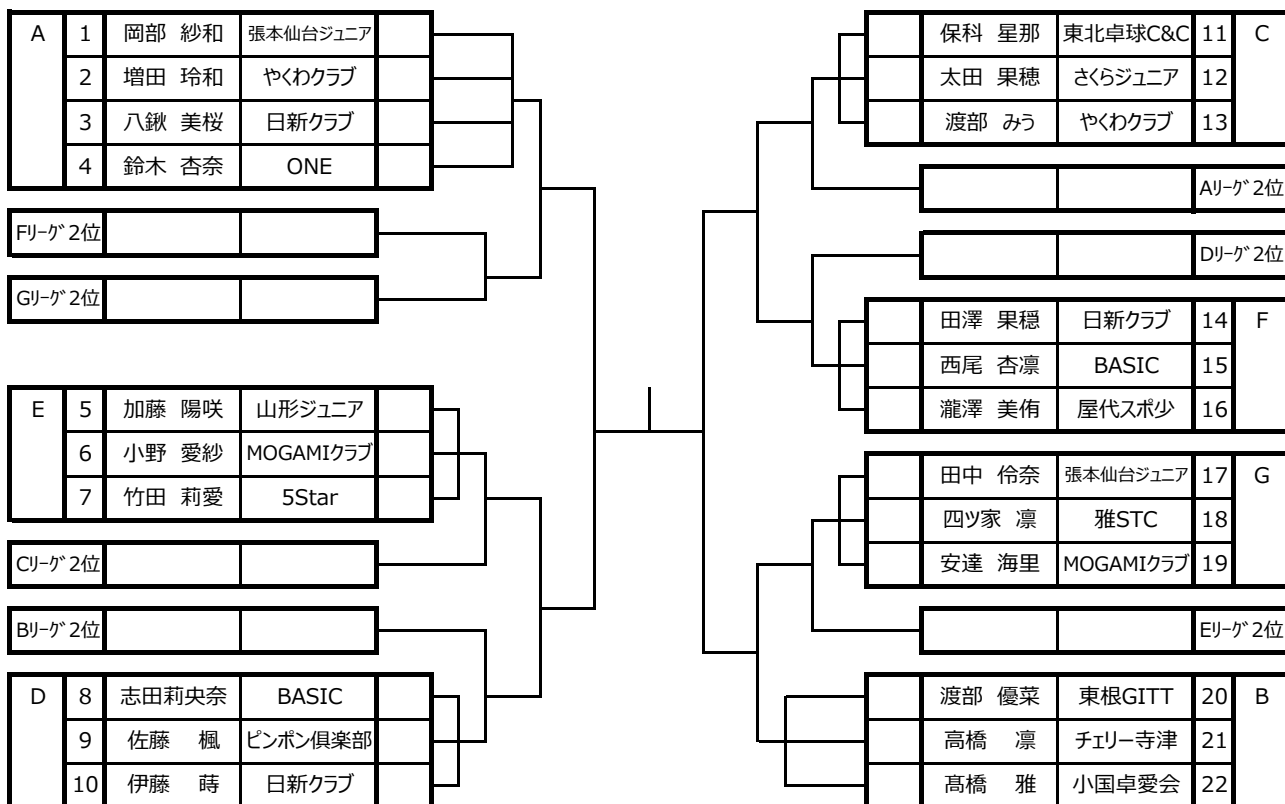 A 1 岡部 紗和 張本仙台ジュニア
2 増田 玲和 やくわクラブ
3 八鍬 美桜 日新クラブ
4 鈴木 杏奈 ONE
Fリーグ2位
Gリーグ2位
E 5 加藤 陽咲 山形ジュニア
6 小野 愛紗 MOGAMIクラブ
7 竹田 莉愛 5Star
Cリーグ2位
Bリーグ2位
D 8 志田莉央奈 BASIC
9 佐藤 楓 ピンポン倶楽部
10 伊藤 蒔 日新クラブ
保科 星那 東北卓球C&C 11 C
太田 果穂 さくらジュニア 12
渡部 みう やくわクラブ 13
Aリーグ2位
Dリーグ2位
田澤 果穏 日新クラブ 14 F
西尾 杏凛 BASIC 15
瀧澤 美侑 屋代スポ少 16
田中 伶奈 張本仙台ジュニア 17 G
四ツ家 凛 雅STC 18
安達 海里 MOGAMIクラブ 19
Eリーグ2位
渡部 優菜 東根GITT 20 B
高橋 凛 チェリー寺津 21
髙橋 雅 小国卓愛会 22